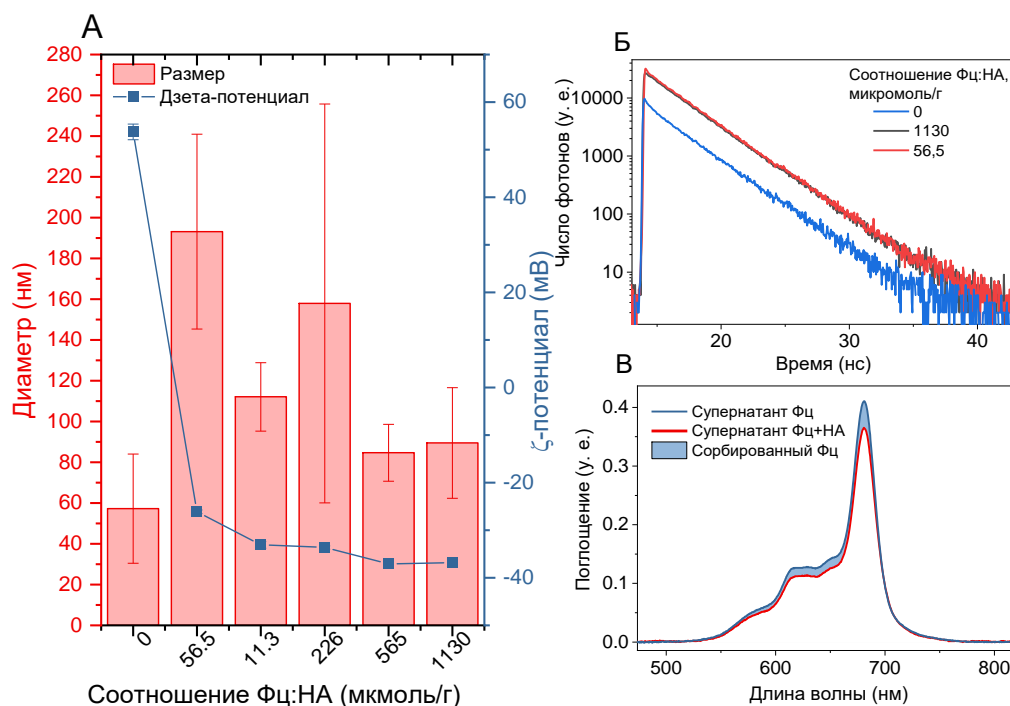 А
280
260
240
220
200
180
160
140
120
100
80
60
40
20
0
Диаметр (нм)
Размер
Дзета-потенциал
60
40
20
0
-20
-40
ζ-потенциал (мВ)
0
56.5
11.3
226
565
1130
Соотношение Фц:НА (мкмоль/г)
Б
10000
1000
100
10
Число фотонов (у. е.)
Соотношение Фц:НА,
микромоль/г
0
1130
56,5
20
30
40
Время (нс)
В
0.4
0.3
0.2
0.1
0.0
Поглощение (у. е.)
Супернатант Фц
Супернатант Фц+НА
Сорбированный Фц
500
600
700
800
Длина волны (нм)